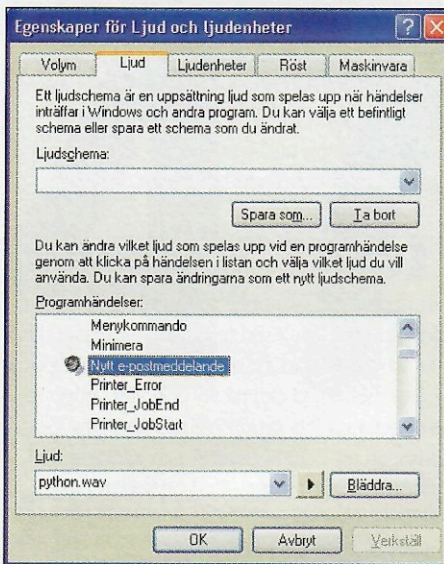 Egenskaper för Ljud och ljudenheter
Volym Ljud Ljudenheter Röst Maskinvara
Ett ljudschema är en uppsättning ljud som spelas upp när händelser
inträffar i Windows och andra program. Du kan välja ett befintligt
schema eller spara ett schema som du ändrat.
Ljudschema:
Spara som... Ta bort
Du kan ändra vilket ljud som spelas upp vid en programhändelse
genom att klicka på händelsen i listan och välja vilket ljud du vill
använda. Du kan spara ändringarna som ett nytt ljudschema.
Programhändelser:
Menykommando
Minimera
Nytt e-postmeddelande
Printer_Error
Printer_JobEnd
Printer_JobStart
Ljud:
python.wav Bläddra...
OK Avbryt Verkställ